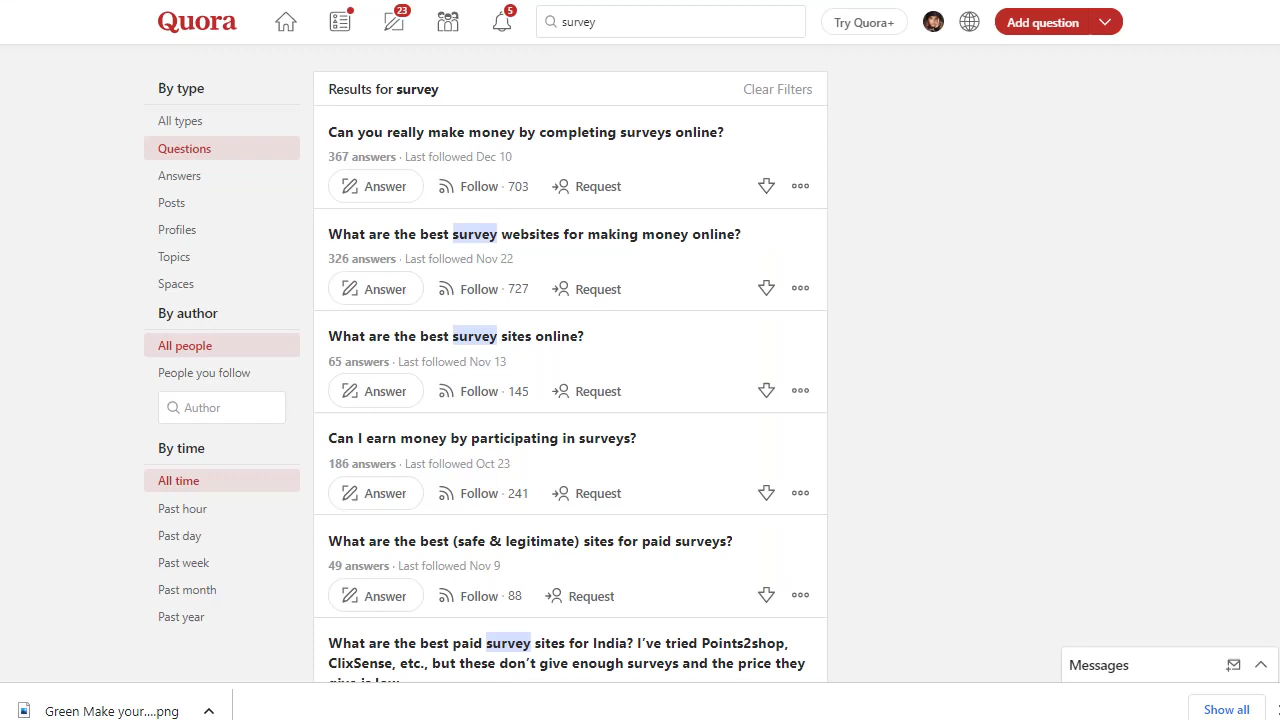 Quora
23
5
survey
Try Quora+
Add question
By type
All types
Questions
Answers
Posts
Profiles
Topics
Spaces
By author
All people
People you follow
Author
By time
All time
Past hour
Past day
Past week
Past month
Past year
Results for survey
Clear Filters
Can you really make money by completing surveys online?
367 answers · Last followed Dec 10
Answer Follow · 703 Request
What are the best survey websites for making money online?
326 answers · Last followed Nov 22
Answer Follow · 727 Request
What are the best survey sites online?
65 answers · Last followed Nov 13
Answer Follow · 145 Request
Can I earn money by participating in surveys?
186 answers · Last followed Oct 23
Answer Follow · 241 Request
What are the best (safe & legitimate) sites for paid surveys?
49 answers · Last followed Nov 9
Answer Follow · 88 Request
What are the best paid survey sites for India? I’ve tried Points2shop,
ClixSense, etc., but these don’t give enough surveys and the price they
give is low
Messages
Green Make your....png
Show all